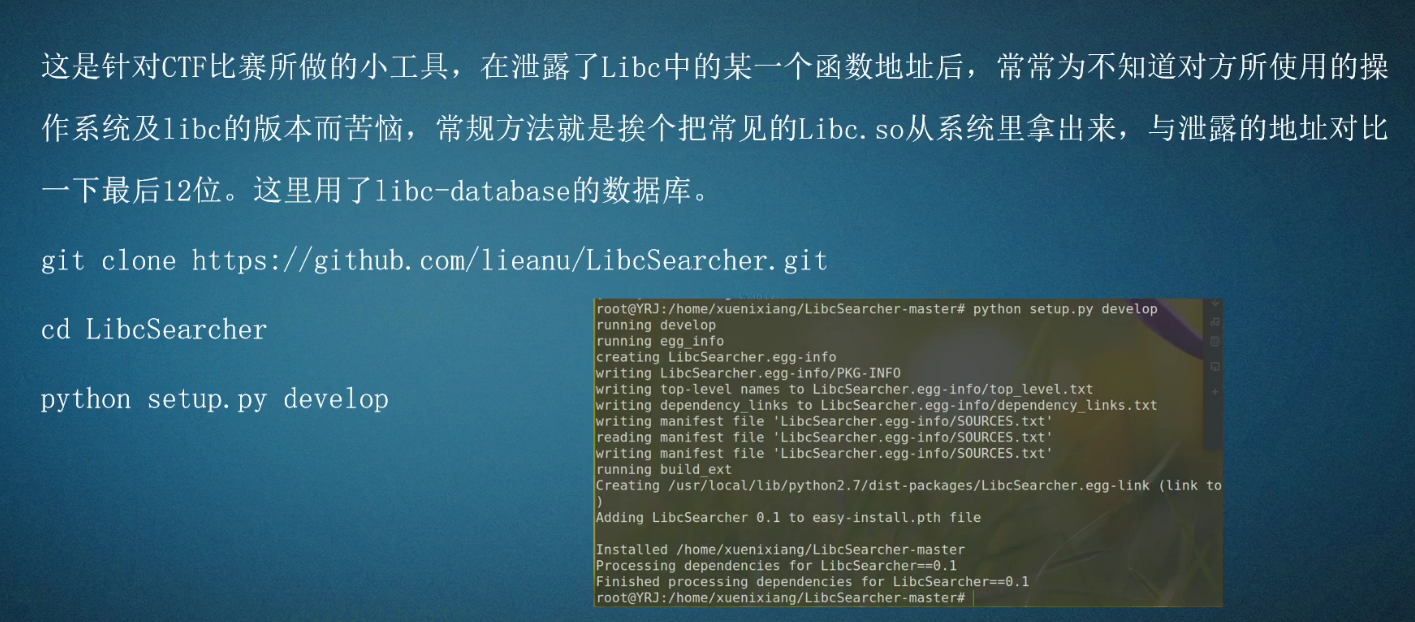 这是针对CTF比赛所做的小工具，在泄露了Libc中的某一个函数地址后，常常为不知道对方所使用的操
作系统及libc的版本而苦恼，常规方法就是挨个把常见的Libc.so从系统里拿出来，与泄露的地址对比
一下最后12位。这里用了libc-database的数据库。
git clone https://github.com/lieanu/LibcSearcher.git
cd LibcSearcher
python setup.py develop
root@YRJ:/home/xuenixiang/LibcSearcher-master# python setup.py develop
running develop
running egg_info
creating LibcSearcher.egg-info
writing LibcSearcher.egg-info/PKG-INFO
writing top-level names to LibcSearcher.egg-info/top_level.txt
writing dependency_links to LibcSearcher.egg-info/dependency_links.txt
writing manifest file 'LibcSearcher.egg-info/SOURCES.txt'
reading manifest file 'LibcSearcher.egg-info/SOURCES.txt'
writing manifest file 'LibcSearcher.egg-info/SOURCES.txt'
running build_ext
Creating /usr/local/lib/python2.7/dist-packages/LibcSearcher.egg-link (link to
)
Adding LibcSearcher 0.1 to easy-install.pth file
Installed /home/xuenixiang/LibcSearcher-master
Processing dependencies for LibcSearcher==0.1
Finished processing dependencies for LibcSearcher==0.1
root@YRJ:/home/xuenixiang/LibcSearcher-master#